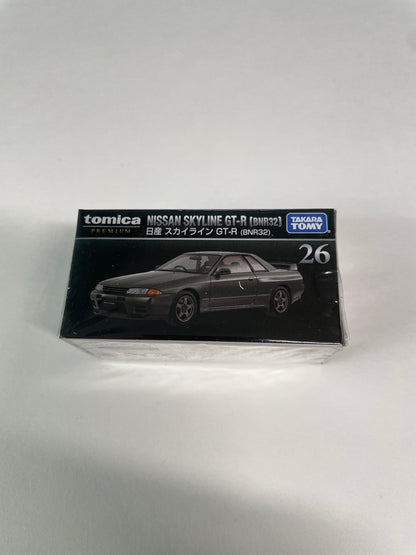 tomica NISSAN SKYLINE GT-R [BNR32]
PREMIUM 日産 スカイライン GT-R (BNR32)
TAKARA
TOMY
26